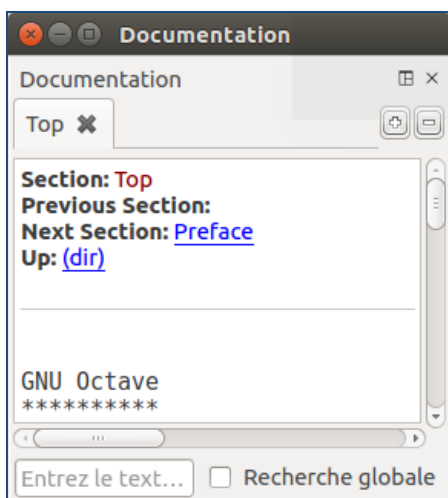 Documentation
Documentation
Top
Section: Top
Previous Section:
Next Section: Preface
Up: (dir)
GNU Octave
**********
Entrez le text... Recherche globale